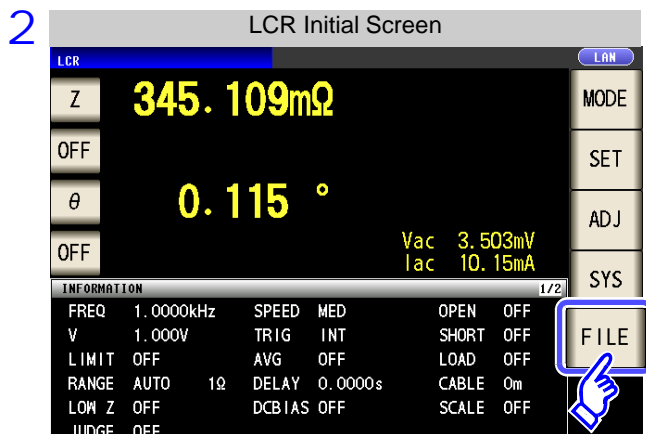 2
LCR Initial Screen
LCR
LAN
Z
345.109mΩ
MODE
OFF
SET
θ
0.115 °
ADJ
OFF
Vac 3.503mV
Iac 10.15mA
SYS
INFORMATION 1/2
FREQ 1.0000kHz SPEED MED OPEN OFF
FILE
V 1.000V TRIG INT SHORT OFF
LIMIT OFF AVG OFF LOAD OFF
RANGE AUTO 1Ω DELAY 0.0000s CABLE 0m
LOW Z OFF DCBIAS OFF SCALE OFF
JUDGE OFF